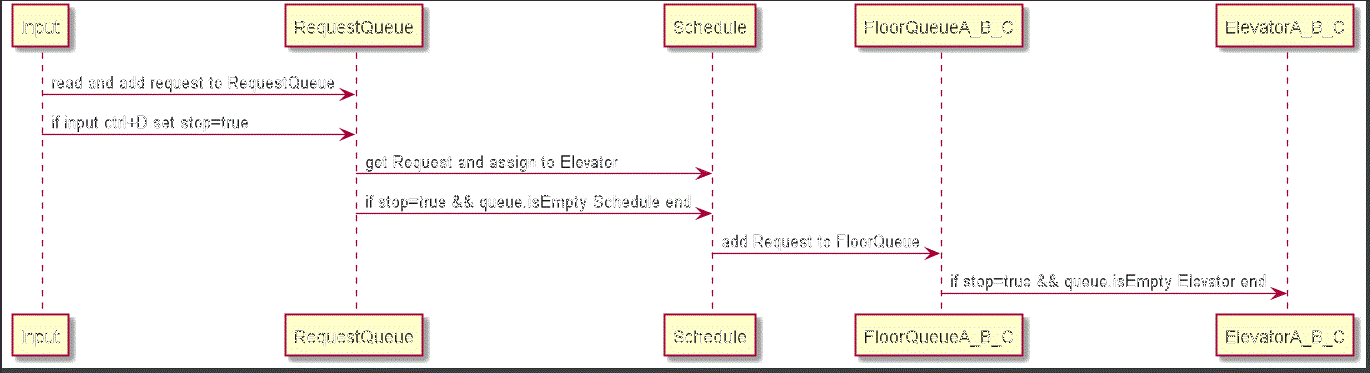 Input RequestQueue Schedule FloorQueueA_B_C ElevatorA_B_C
read and add request to RequestQueue
if input ctrl+D set stop=true
get Request and assign to Elevator
if stop=true && queue.isEmpty Schedule end
add Request to FloorQueue
if stop=true && queue.isEmpty Elevator end
Input RequestQueue Schedule FloorQueueA_B_C ElevatorA_B_C